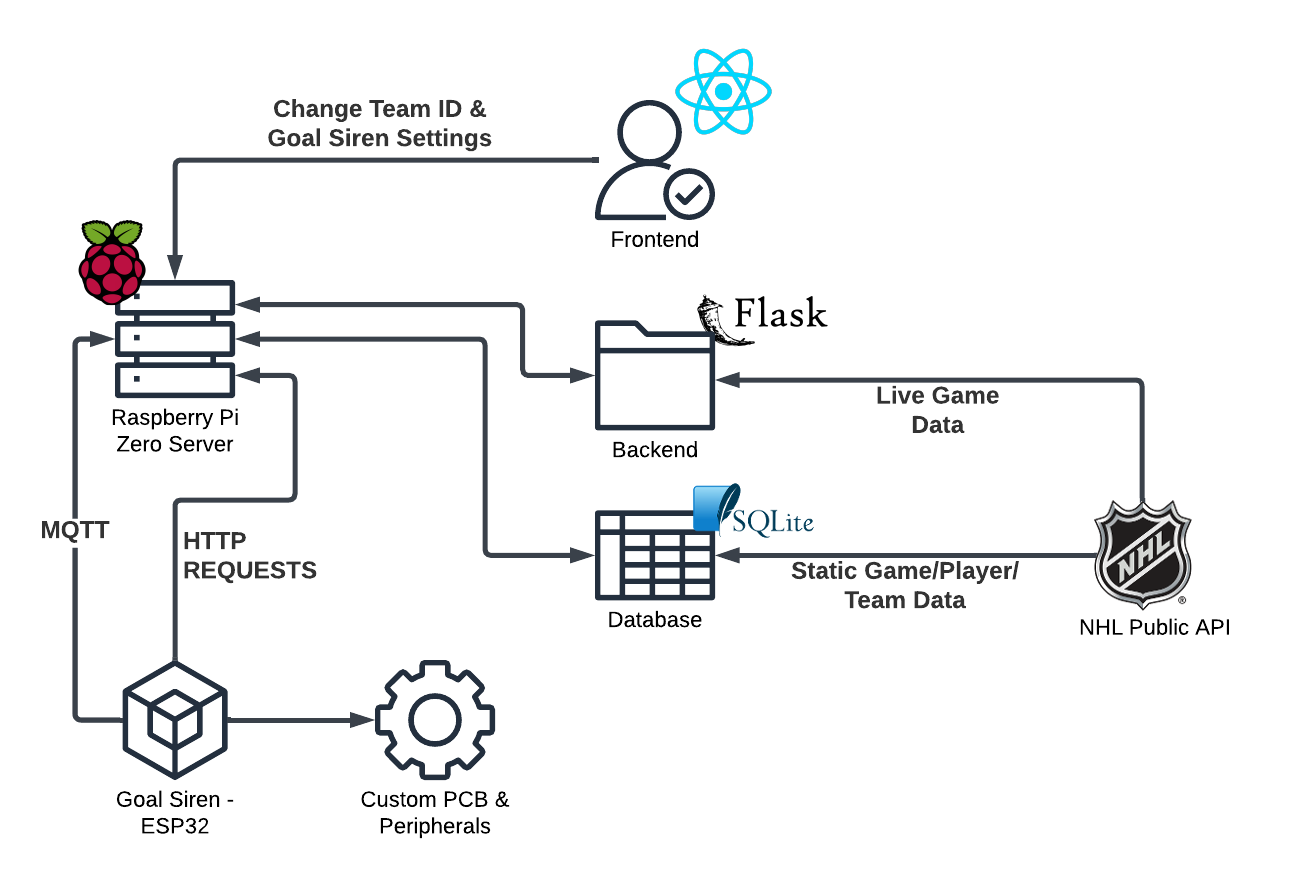 Change Team ID &
Goal Siren Settings
Frontend
Flask
Raspberry Pi
Zero Server
Backend
Live Game
Data
MQTT
HTTP
REQUESTS
SQLite
Database
Static Game/Player/
Team Data
NHL
®
NHL Public API
Goal Siren -
ESP32
Custom PCB &
Peripherals